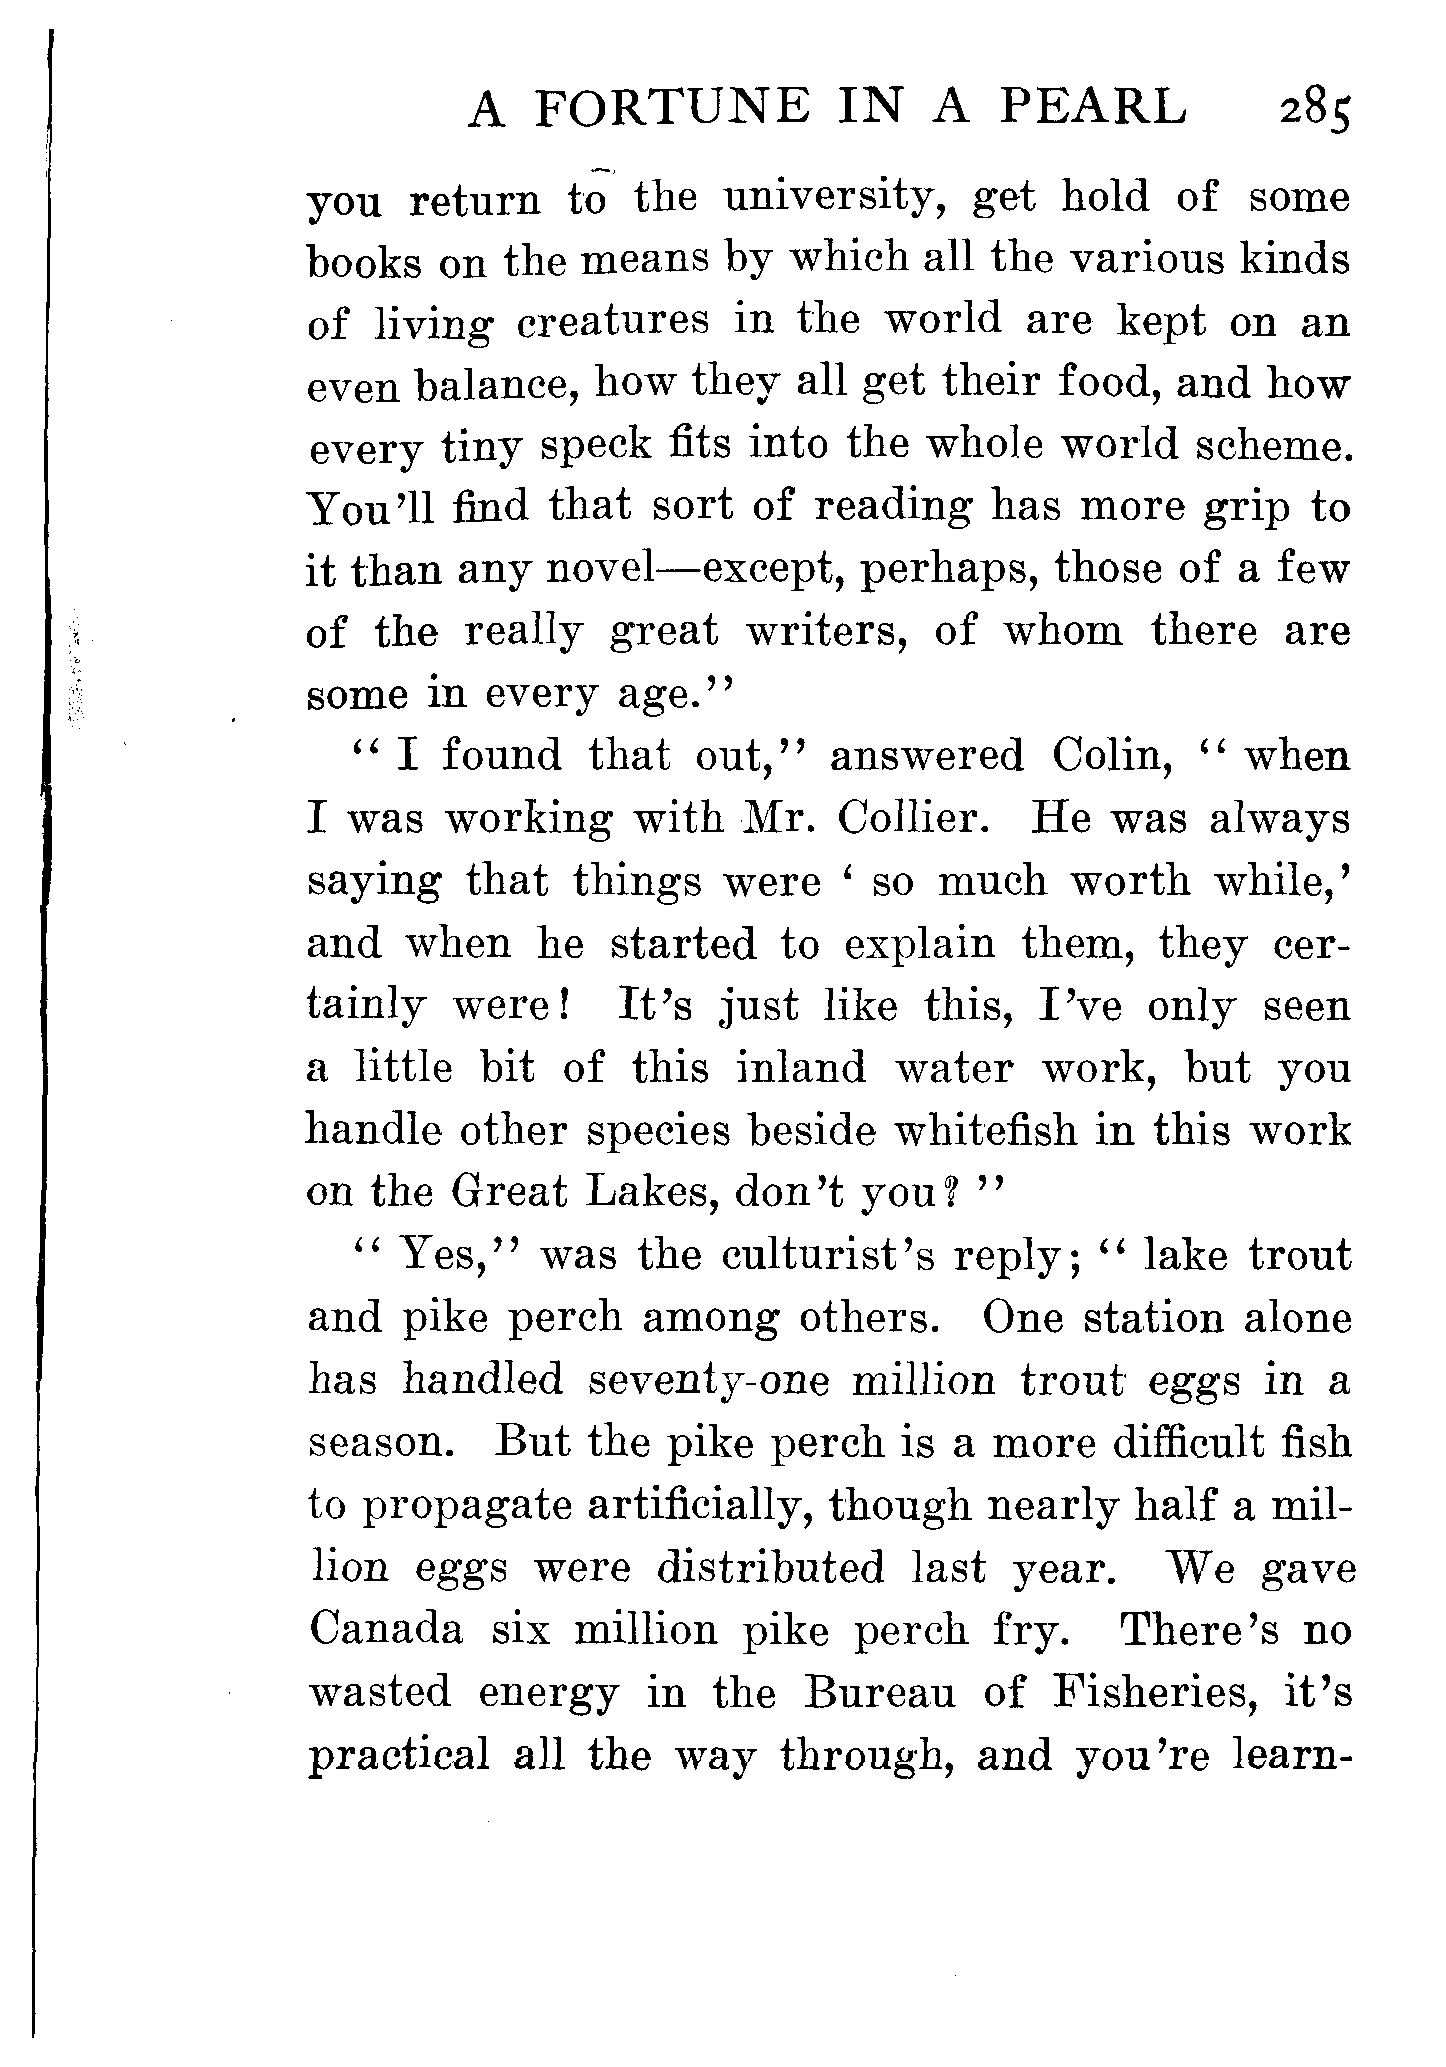 A FORTUNE IN A PEARL 285
you return to the university, get hold of some
books on the means by which all the various kinds
of living creatures in the world are kept on an
even balance, how they all get their food, and how
every tiny speck fits into the whole world scheme.
You'll find that sort of reading has more grip to
it than any novel—except, perhaps, those of a few
of the really great writers, of whom there are
some in every age."
" I found that out," answered Colin, " when
I was working with Mr. Collier. He was always
saying that things were ' so much worth while,'
and when he started to explain them, they cer-
tainly were! It's just like this, I've only seen
a little bit of this inland water work, but you
handle other species beside whitefish in this work
on the Great Lakes, don't you? "
" Yes," was the culturist's reply; " lake trout
and pike perch among others. One station alone
has handled seventy-one million trout eggs in a
season. But the pike perch is a more difficult fish
to propagate artificially, though nearly half a mil-
lion eggs were distributed last year. We gave
Canada six million pike perch fry. There's no
wasted energy in the Bureau of Fisheries, it's
practical all the way through, and you're learn-